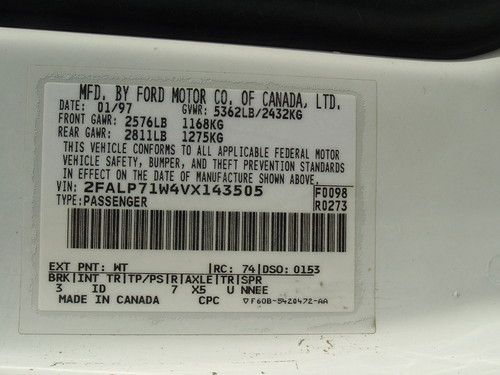 MFD. BY FORD MOTOR CO. OF CANADA, LTD.
DATE: 01/97 GVWR: 5362LB/2432KG
FRONT GAWR: 2576LB 1168KG
REAR GAWR: 2811LB 1275KG
THIS VEHICLE CONFORMS TO ALL APPLICABLE FEDERAL MOTOR
VEHICLE SAFETY, BUMPER, AND THEFT PREVENTION STANDARDS
IN EFFECT ON THE DATE OF MANUFACTURE SHOWN ABOVE.
VIN: 2FALP71W4VX143505 F0098
TYPE:PASSENGER R0273
EXT PNT: WT |RC: 74|DSO: 0153
BRK|INT TR|TP/PS|R|AXLE|TR|SPR
3 ID 7 X5 U NNEE
MADE IN CANADA CPC F60B-5420472-AA